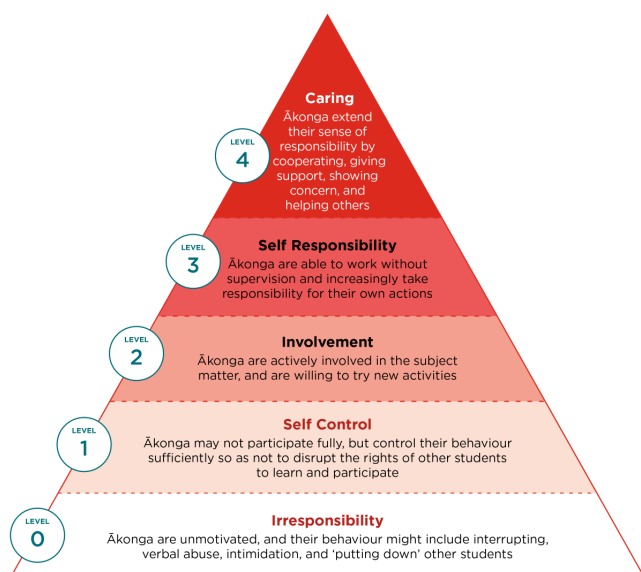 Caring
Ākonga extend
their sense of
responsibility by
cooperating, giving
support, showing
concern, and
helping others
LEVEL
4
Self Responsibility
Ākonga are able to work without
supervision and increasingly take
responsibility for their own actions
LEVEL
3
Involvement
Ākonga are actively involved in the subject
matter, and are willing to try new activities
LEVEL
2
Self Control
Ākonga may not participate fully, but control their behaviour
sufficiently so as not to disrupt the rights of other students
to learn and participate
LEVEL
1
Irresponsibility
Ākonga are unmotivated, and their behaviour might include interrupting,
verbal abuse, intimidation, and ‘putting down’ other students
LEVEL
0